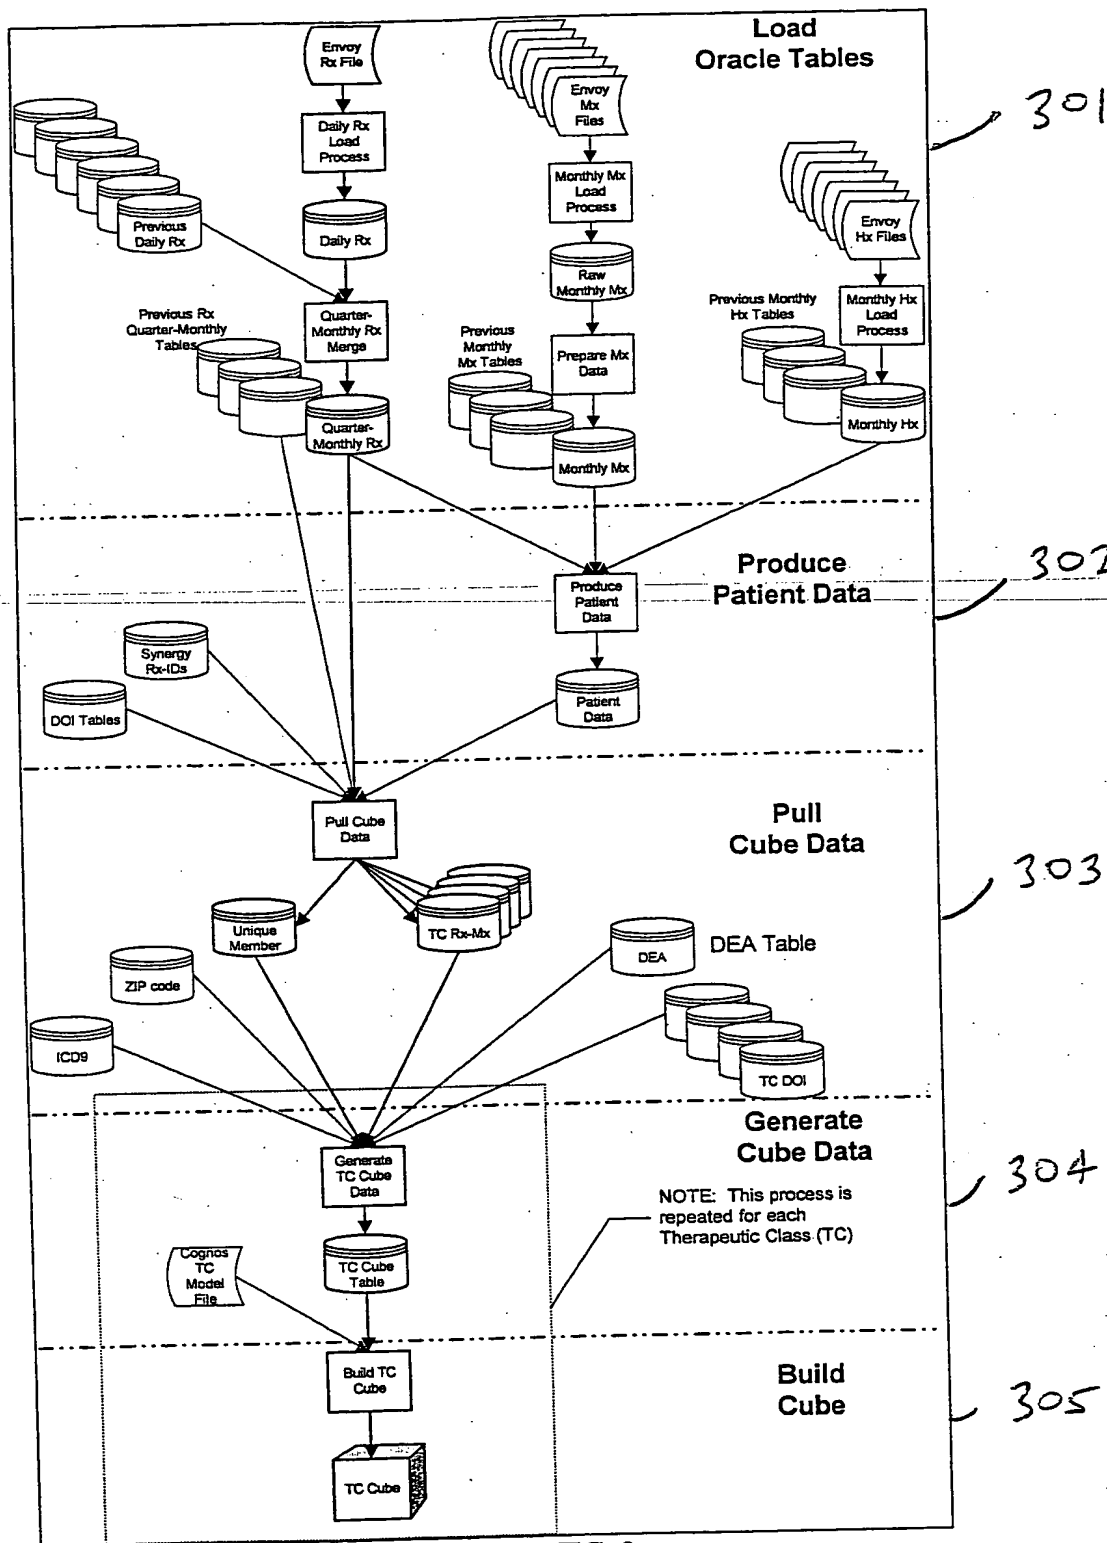 Load
Oracle Tables
Envoy
Rx File
Envoy
Mx
Files
301
Daily Rx
Load
Process
Monthly Mx
Load
Process
Previous
Daily Rx
Daily Rx
Envoy
Hx Files
Raw
Monthly Mx
Previous Rx
Quarter-Monthly
Tables
Quarter-
Monthly Rx
Merge
Previous
Monthly
Mx Tables
Prepare Mx
Data
Previous Monthly
Hx Tables
Monthly Hx
Load
Process
Quarter-
Monthly Rx
Monthly Mx
Monthly Hx
Produce
Patient Data
302
Produce
Patient
Data
Synergy
Rx-IDs
DOI Tables
Patient
Data
Pull
Cube Data
Pull Cube
Data
303
Unique
Member
TC Rx-Mx
DEA
DEA Table
ZIP code
ICD9
TC DOI
Generate
Cube Data
304
Generate
TC Cube
Data
NOTE: This process is
repeated for each
Therapeutic Class (TC)
Cognos
TC
Model
File
TC Cube
Table
Build
Cube
305
Build TC
Cube
TC Cube